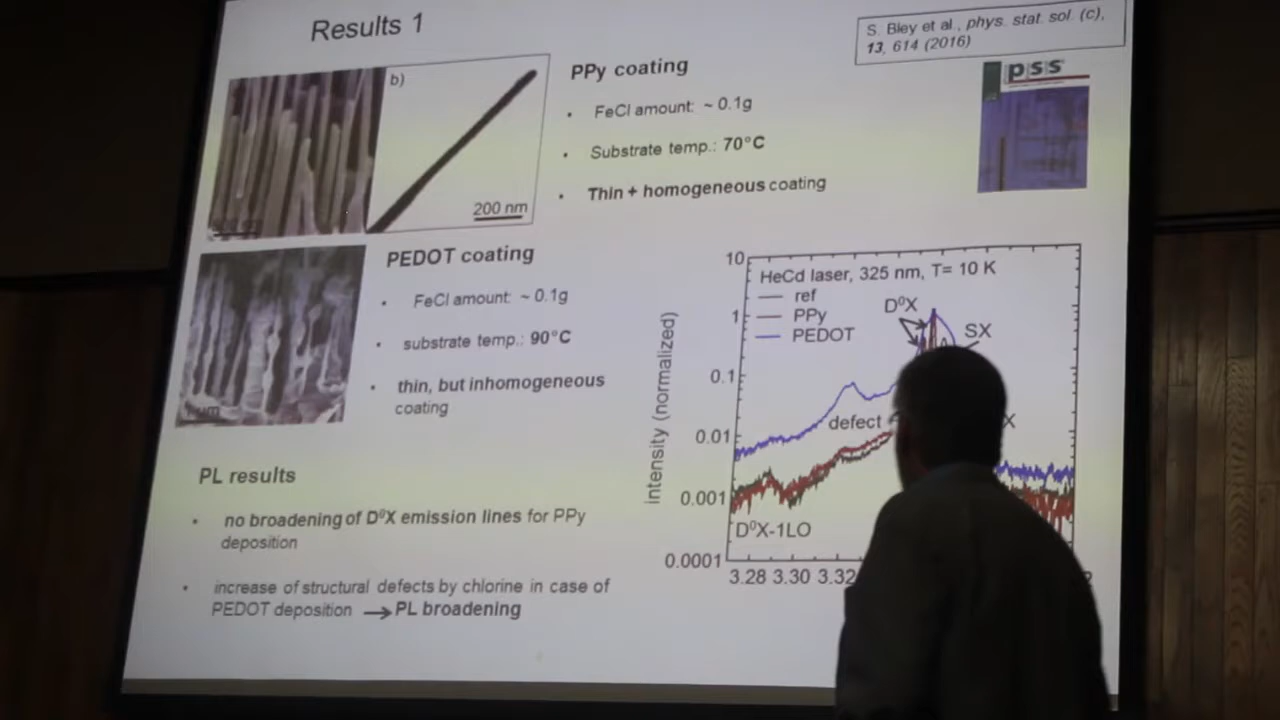 Results 1
S. Bley et al., phys. stat. sol. (c),
13, 614 (2016)
pss
b)
200 nm
PPy coating
• FeCl amount: ~ 0.1g
• Substrate temp.: 70°C
• Thin + homogeneous coating
PEDOT coating
• FeCl amount: ~ 0.1g
• substrate temp.: 90°C
• thin, but inhomogeneous
coating
µm
PL results
• no broadening of D⁰X emission lines for PPy
deposition
• increase of structural defects by chlorine in case of
PEDOT deposition → PL broadening
HeCd laser, 325 nm, T= 10 K
ref
PPy
PEDOT
D⁰X
SX
defect
X
D⁰X-1LO
Intensity (normalized)
10
1
0.1
0.01
0.001
0.0001
3.28 3.30 3.32